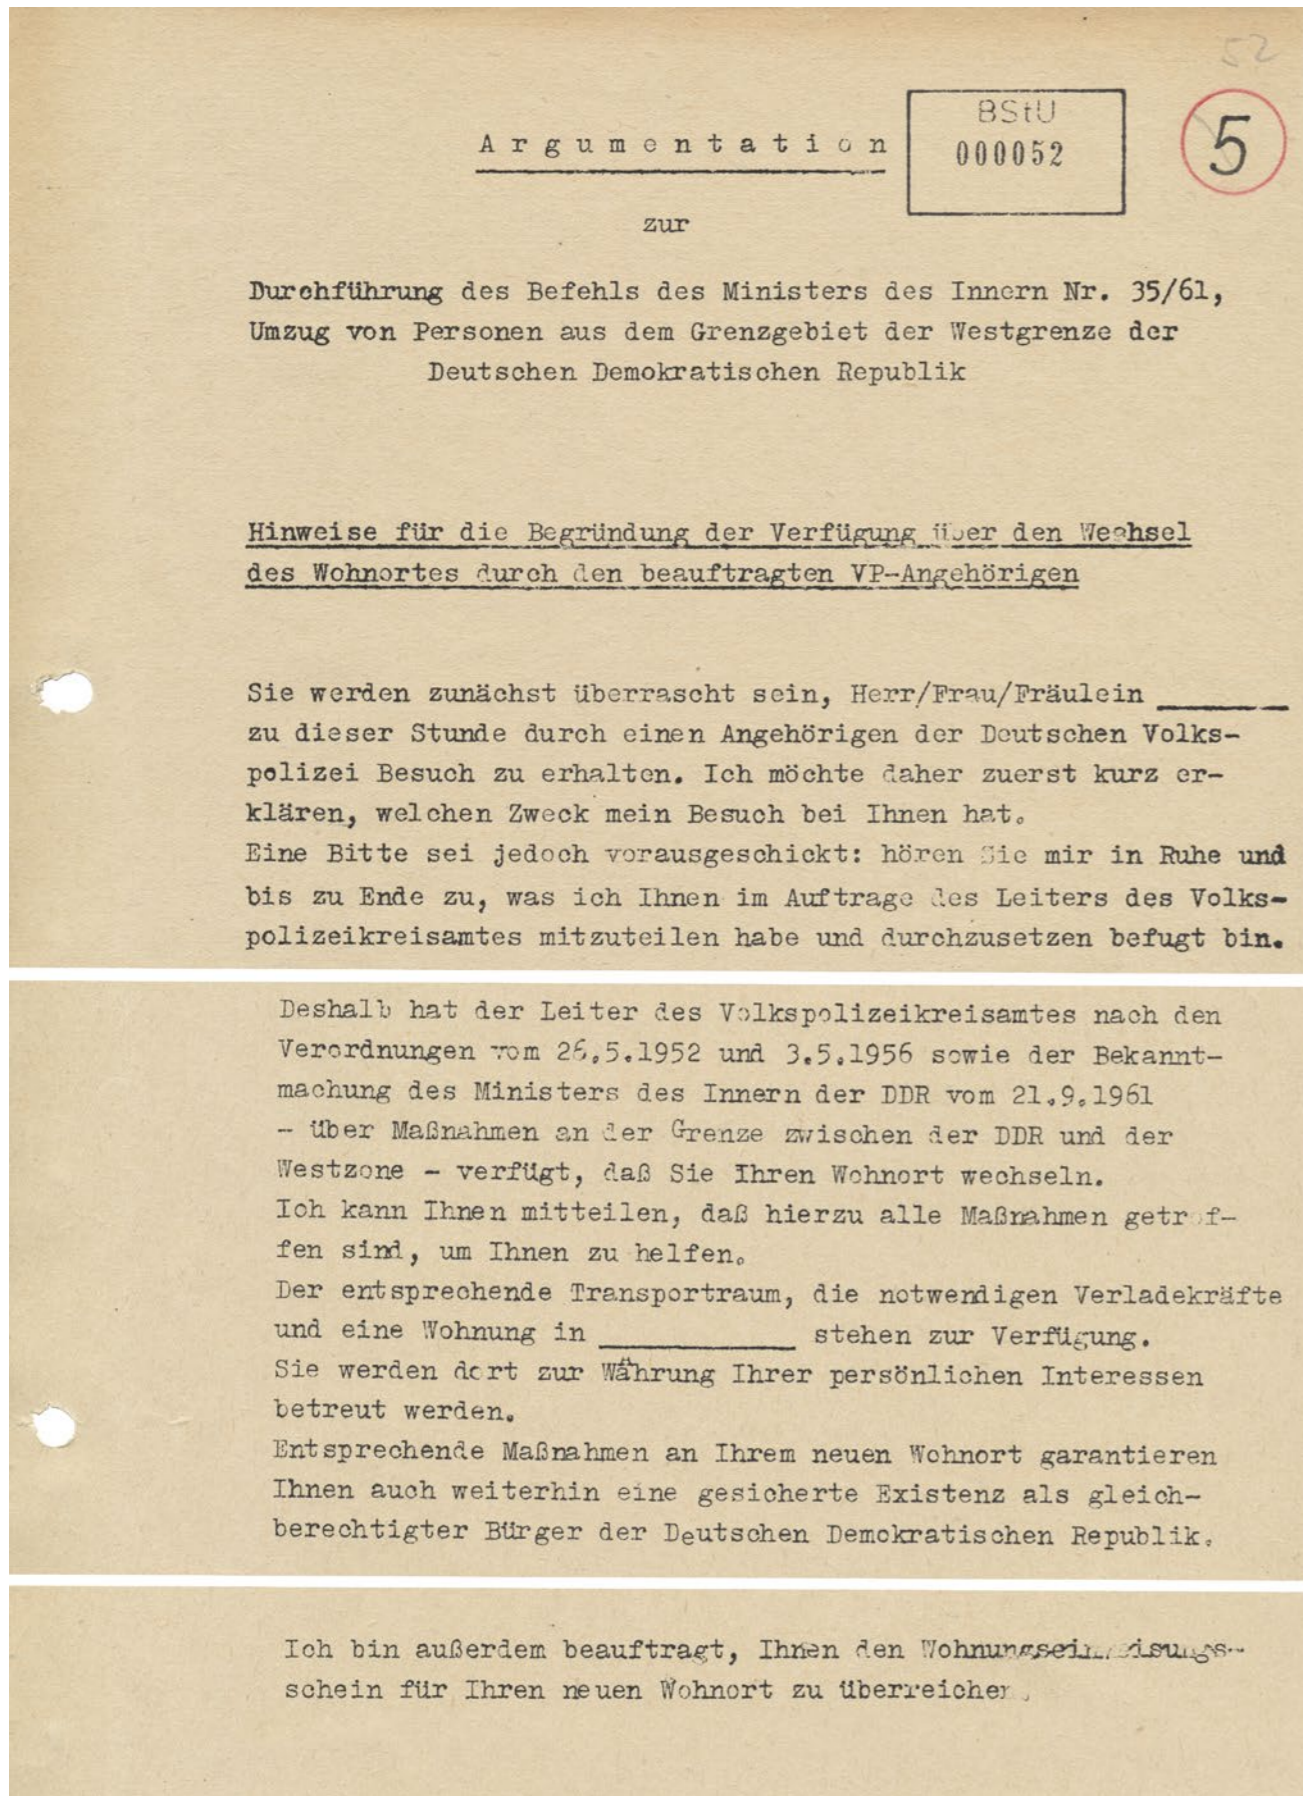 52
BStU
000052
5
Argumentation
zur
Durchführung des Befehls des Ministers des Innern Nr. 35/61,
Umzug von Personen aus dem Grenzgebiet der Westgrenze der
Deutschen Demokratischen Republik
Hinweise für die Begründung der Verfügung über den Wechsel
des Wohnortes durch den beauftragten VP-Angehörigen
Sie werden zunächst überrascht sein, Herr/Frau/Fräulein ________
zu dieser Stunde durch einen Angehörigen der Deutschen Volks-
polizei Besuch zu erhalten. Ich möchte daher zuerst kurz er-
klären, welchen Zweck mein Besuch bei Ihnen hat.
Eine Bitte sei jedoch vorausgeschickt: hören Sie mir in Ruhe und
bis zu Ende zu, was ich Ihnen im Auftrage des Leiters des Volks-
polizeikreisamtes mitzuteilen habe und durchzusetzen befugt bin.
Deshalb hat der Leiter des Volkspolizeikreisamtes nach den
Verordnungen vom 26.5.1952 und 3.5.1956 sowie der Bekannt-
machung des Ministers des Innern der DDR vom 21.9.1961
- über Maßnahmen an der Grenze zwischen der DDR und der
Westzone - verfügt, daß Sie Ihren Wohnort wechseln.
Ich kann Ihnen mitteilen, daß hierzu alle Maßnahmen getrof-
fen sind, um Ihnen zu helfen.
Der entsprechende Transportraum, die notwendigen Verladekräfte
und eine Wohnung in ____________ stehen zur Verfügung.
Sie werden dort zur Währung Ihrer persönlichen Interessen
betreut werden.
Entsprechende Maßnahmen an Ihrem neuen Wohnort garantieren
Ihnen auch weiterhin eine gesicherte Existenz als gleich-
berechtigter Bürger der Deutschen Demokratischen Republik.
Ich bin außerdem beauftragt, Ihnen den Wohnungseinweisungs-
schein für Ihren neuen Wohnort zu überreichen.